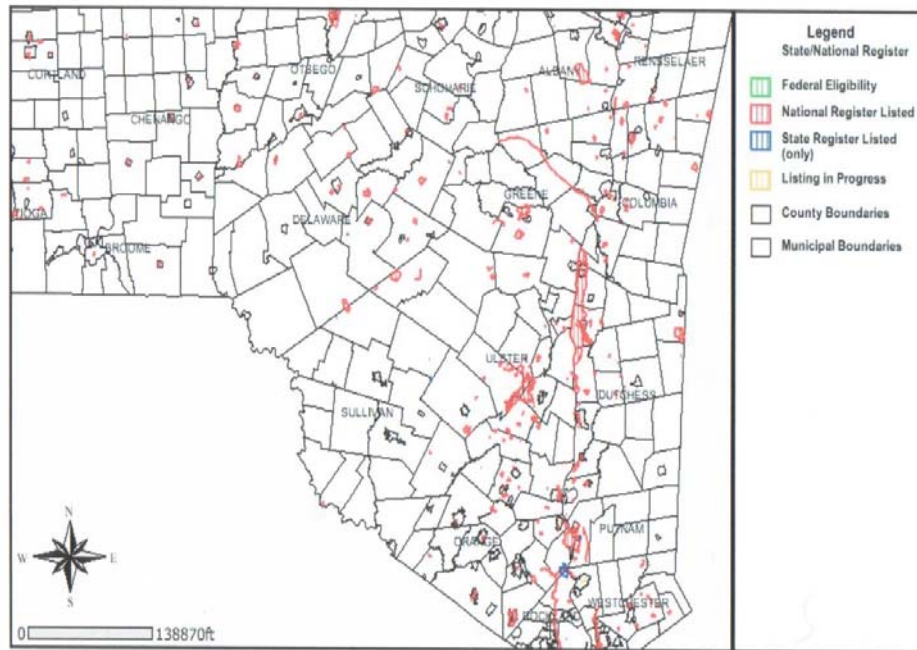 Legend
State/National Register
Federal Eligibility
National Register Listed
State Register Listed
(only)
Listing in Progress
County Boundaries
Municipal Boundaries
CORTLAND
OTSEGO
SCHOHARIE
ALBANY
RENSSELAER
CHENANGO
GREENE
COLUMBIA
TIOGA
DELAWARE
BROOME
ULSTER
DUTCHESS
SULLIVAN
ORANGE
PUTNAM
ROCKLAND
WESTCHESTER
N
W E
S
0 138870ft